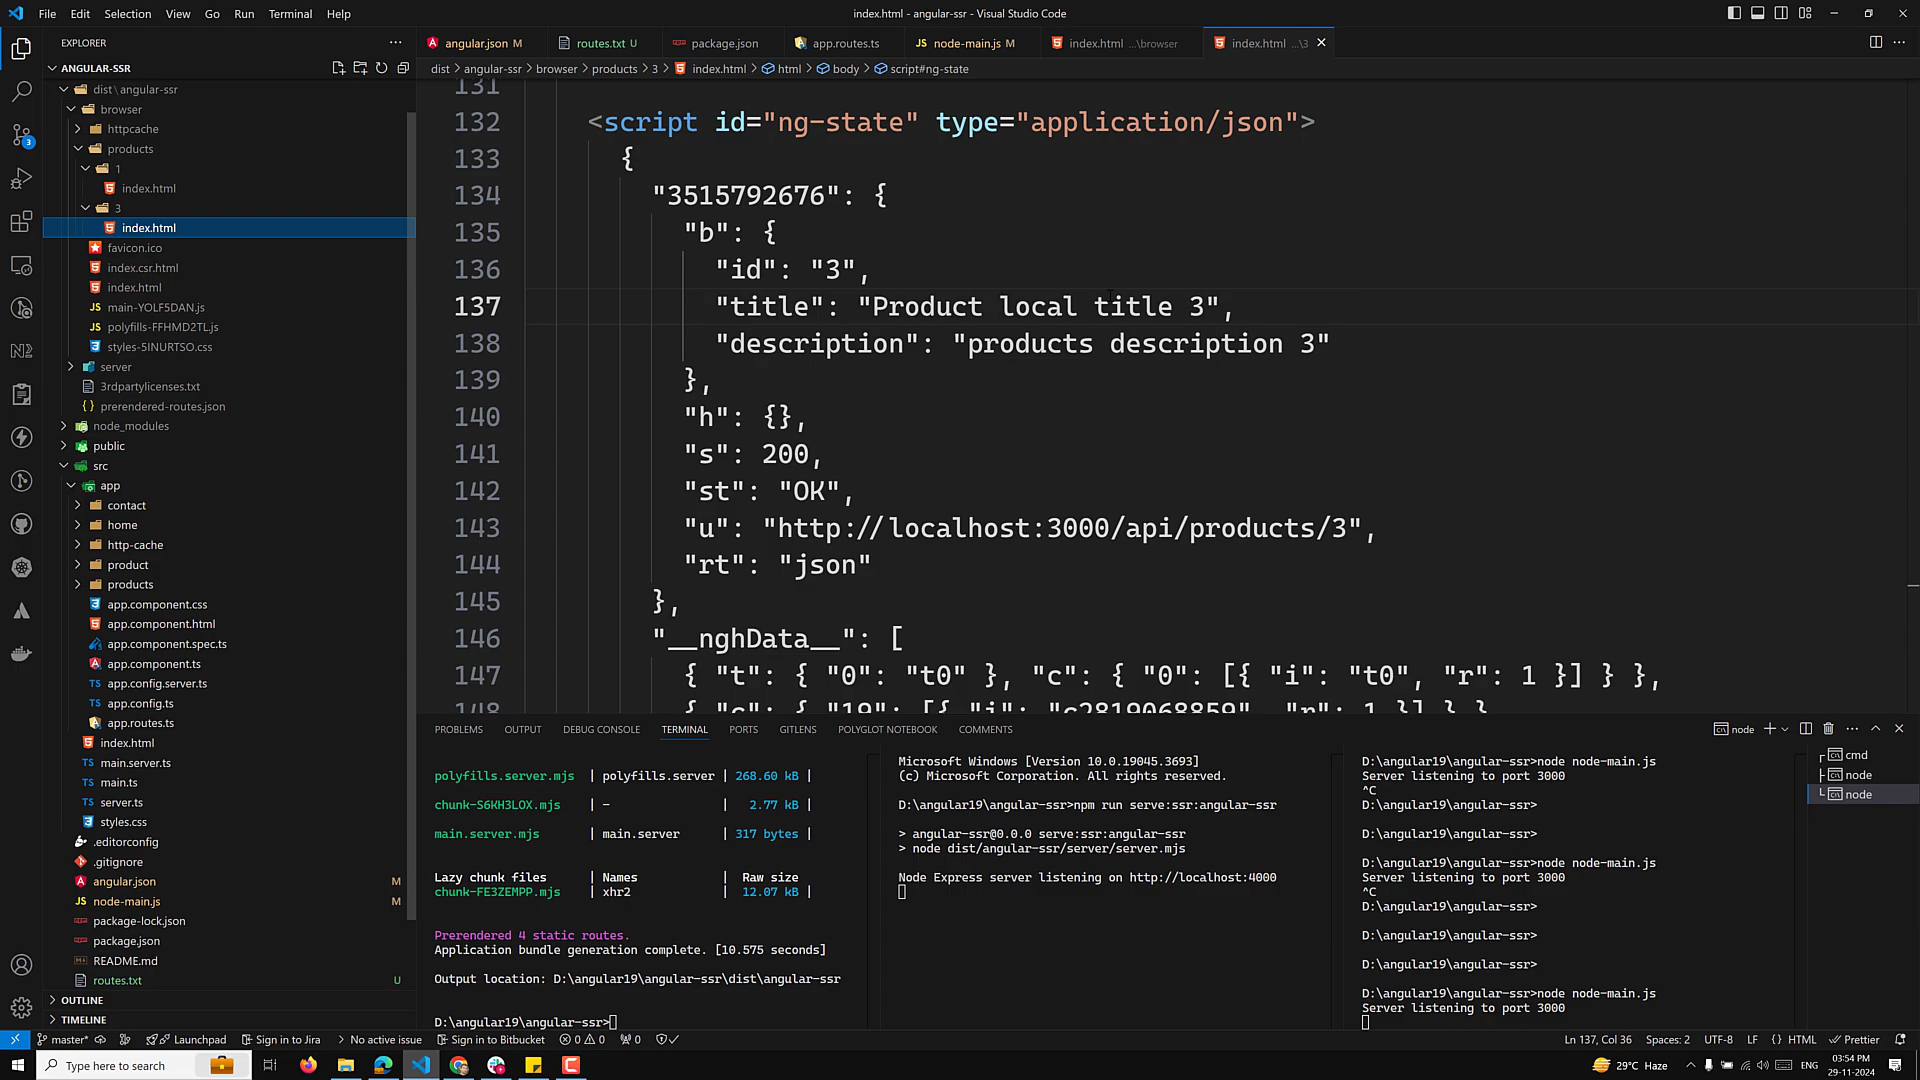 File Edit Selection View Go Run Terminal Help
index.html - angular-ssr - Visual Studio Code
EXPLORER
ANGULAR-SSR
dist \ angular-ssr
browser
httpcache
products
1
index.html
3
index.html
favicon.ico
index.csr.html
index.html
main-YOLF5DAN.js
polyfills-FFHMD2TL.js
styles-5INURTSO.css
server
3rdpartylicenses.txt
prerendered-routes.json
node_modules
public
src
app
contact
home
http-cache
product
products
app.component.css
app.component.html
app.component.spec.ts
app.component.ts
app.config.server.ts
app.config.ts
app.routes.ts
index.html
main.server.ts
main.ts
server.ts
styles.css
.editorconfig
.gitignore
angular.json M
node-main.js M
package-lock.json
package.json
README.md
routes.txt U
OUTLINE
TIMELINE
angular.json M routes.txt U package.json app.routes.ts node-main.js M index.html ...\browser index.html ...\3
dist > angular-ssr > browser > products > 3 > index.html > html > body > script#ng-state
131
132 <script id="ng-state" type="application/json">
133 {
134 "3515792676": {
135 "b": {
136 "id": "3",
137 "title": "Product local title 3",
138 "description": "products description 3"
139 },
140 "h": {},
141 "s": 200,
142 "st": "OK",
143 "u": "http://localhost:3000/api/products/3",
144 "rt": "json"
145 },
146 "__nghData__": [
147 { "t": { "0": "t0" }, "c": { "0": [{ "i": "t0", "r": 1 }] } },
148 { "c": { "19": [{ "i": "c2819068859", "r": 1 }] } }
PROBLEMS OUTPUT DEBUG CONSOLE TERMINAL PORTS GITLENS POLYGLOT NOTEBOOK COMMENTS
node
polyfills.server.mjs | polyfills.server | 268.60 kB |
chunk-S6KH3LOX.mjs | - | 2.77 kB |
main.server.mjs | main.server | 317 bytes |
Lazy chunk files | Names | Raw size
chunk-FE3ZEMPP.mjs | xhr2 | 12.07 kB |
Prerendered 4 static routes.
Application bundle generation complete. [10.575 seconds]
Output location: D:\angular19\angular-ssr\dist\angular-ssr
D:\angular19\angular-ssr>
Microsoft Windows [Version 10.0.19045.3693]
(c) Microsoft Corporation. All rights reserved.
D:\angular19\angular-ssr>npm run serve:ssr:angular-ssr
> angular-ssr@0.0.0 serve:ssr:angular-ssr
> node dist/angular-ssr/server/server.mjs
Node Express server listening on http://localhost:4000
D:\angular19\angular-ssr>node node-main.js
Server listening to port 3000
^C
D:\angular19\angular-ssr>
D:\angular19\angular-ssr>
D:\angular19\angular-ssr>node node-main.js
Server listening to port 3000
^C
D:\angular19\angular-ssr>
D:\angular19\angular-ssr>
D:\angular19\angular-ssr>
D:\angular19\angular-ssr>node node-main.js
Server listening to port 3000
cmd
node
node
master* Launchpad Sign in to Jira No active issue Sign in to Bitbucket 0 0 0
Ln 137, Col 36 Spaces: 2 UTF-8 LF {} HTML Prettier
Type here to search
29°C Haze ENG
03:54 PM
29-11-2024